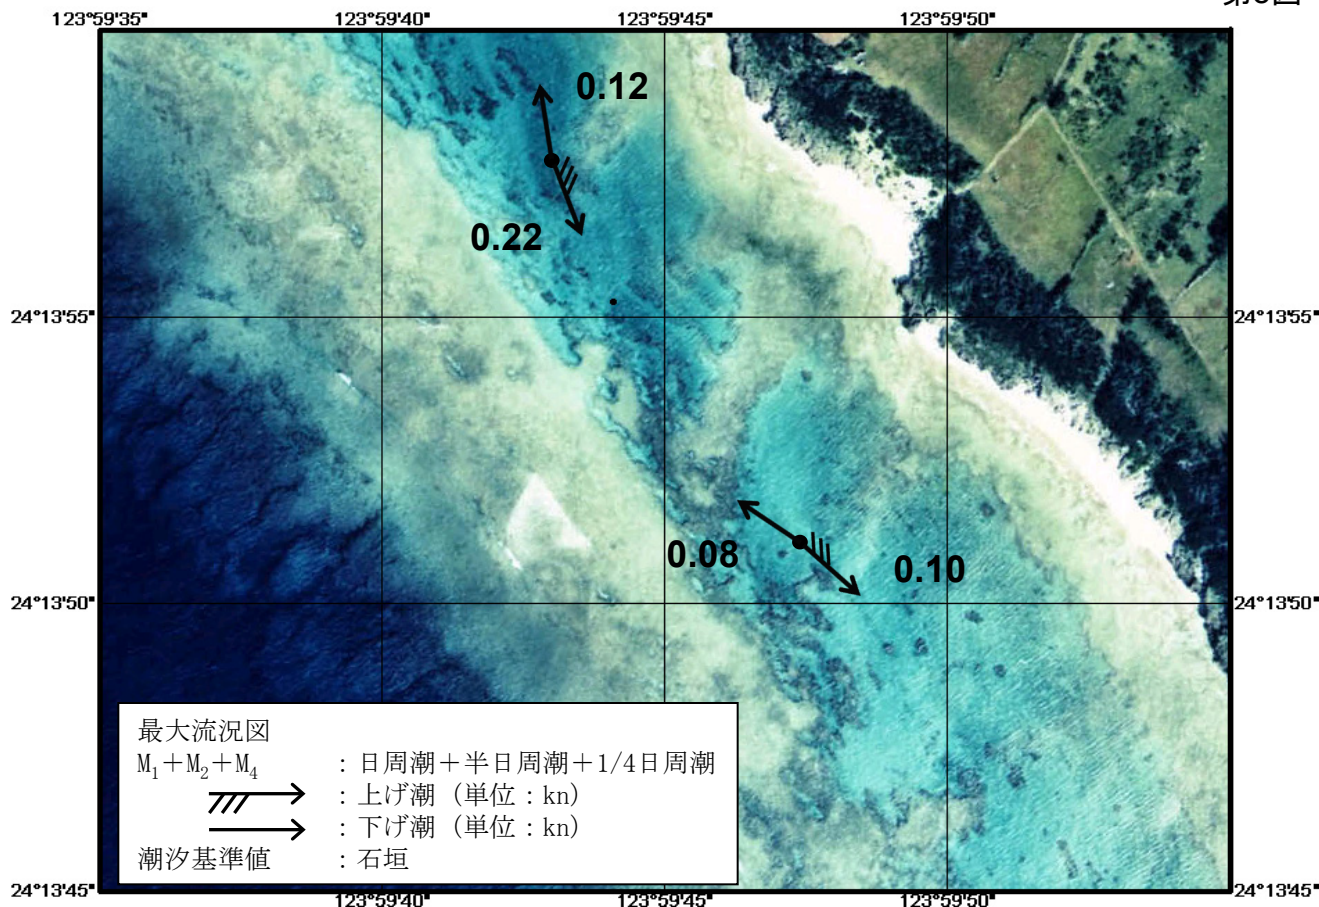 123°59'35" 123°59'40" 123°59'45" 123°59'50"
0.12
0.22
24°13'55" 24°13'55"
0.08 0.10
24°13'50" 24°13'50"
最大流況図
M₁+M₂+M₄ : 日周潮+半日周潮+1/4日周潮
: 上げ潮 (単位:kn)
: 下げ潮 (単位:kn)
潮汐基準値 : 石垣
24°13'45" 24°13'45"
123°59'40" 123°59'45" 123°59'50"